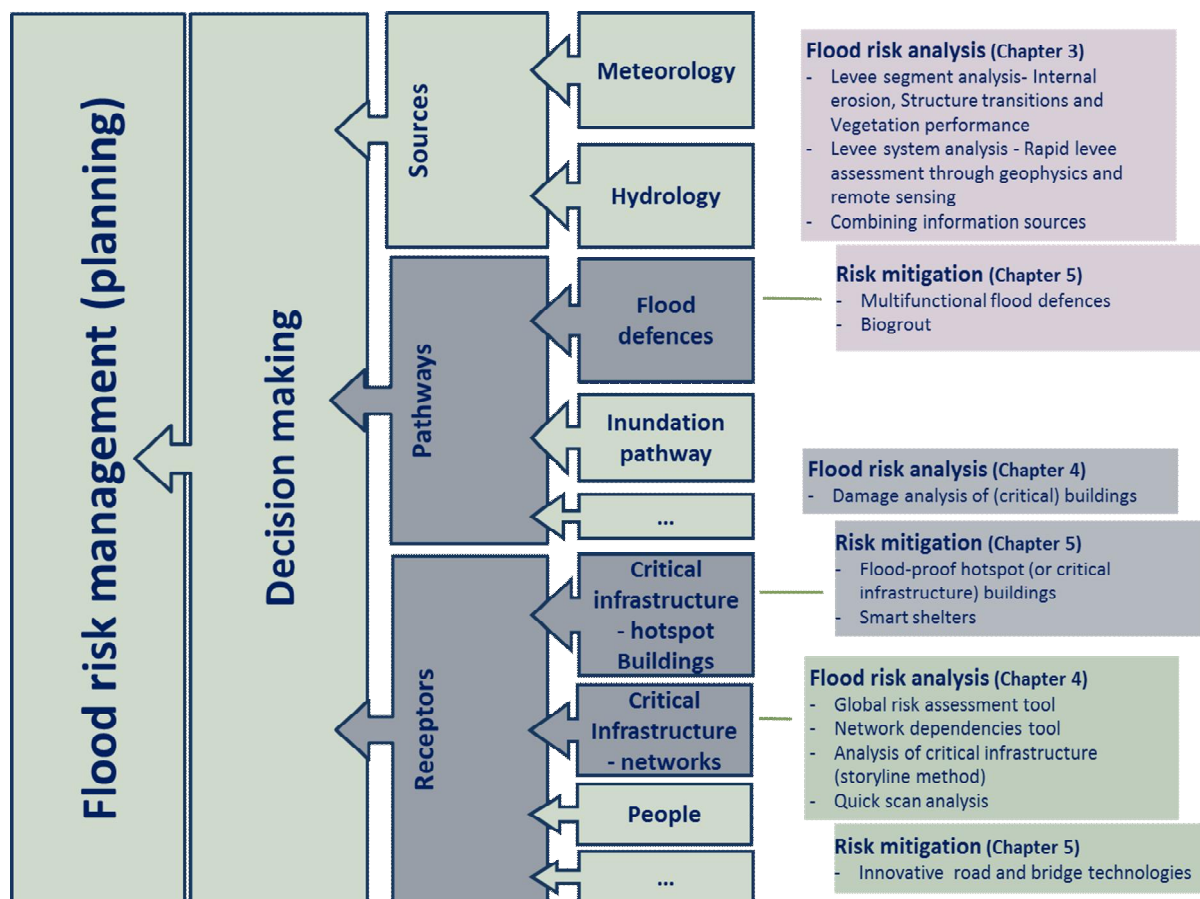 Flood risk management (planning)
Decision making
Sources
Meteorology
Hydrology
Pathways
Flood
defences
Inundation
pathway
...
Receptors
Critical
infrastructure
- hotspot
Buildings
Critical
Infrastructure
- networks
People
...
Flood risk analysis (Chapter 3)
- Levee segment analysis- Internal
erosion, Structure transitions and
Vegetation performance
- Levee system analysis - Rapid levee
assessment through geophysics and
remote sensing
- Combining information sources
Risk mitigation (Chapter 5)
- Multifunctional flood defences
- Biogrout
Flood risk analysis (Chapter 4)
- Damage analysis of (critical) buildings
Risk mitigation (Chapter 5)
- Flood-proof hotspot (or critical
infrastructure) buildings
- Smart shelters
Flood risk analysis (Chapter 4)
- Global risk assessment tool
- Network dependencies tool
- Analysis of critical infrastructure
(storyline method)
- Quick scan analysis
Risk mitigation (Chapter 5)
- Innovative road and bridge technologies